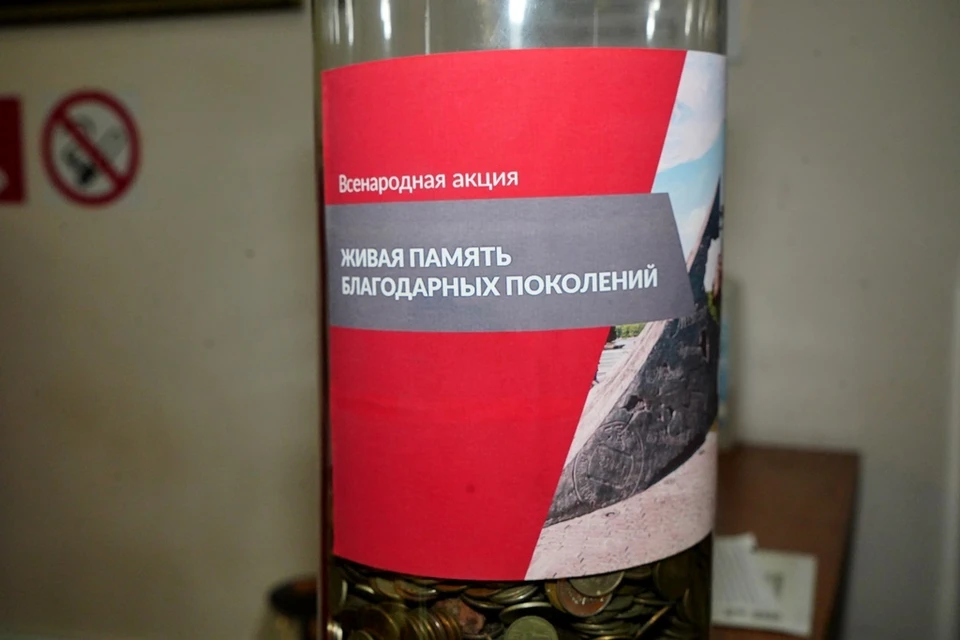 Всенародная акция
ЖИВАЯ ПАМЯТЬ
БЛАГОДАРНЫХ ПОКОЛЕНИЙ